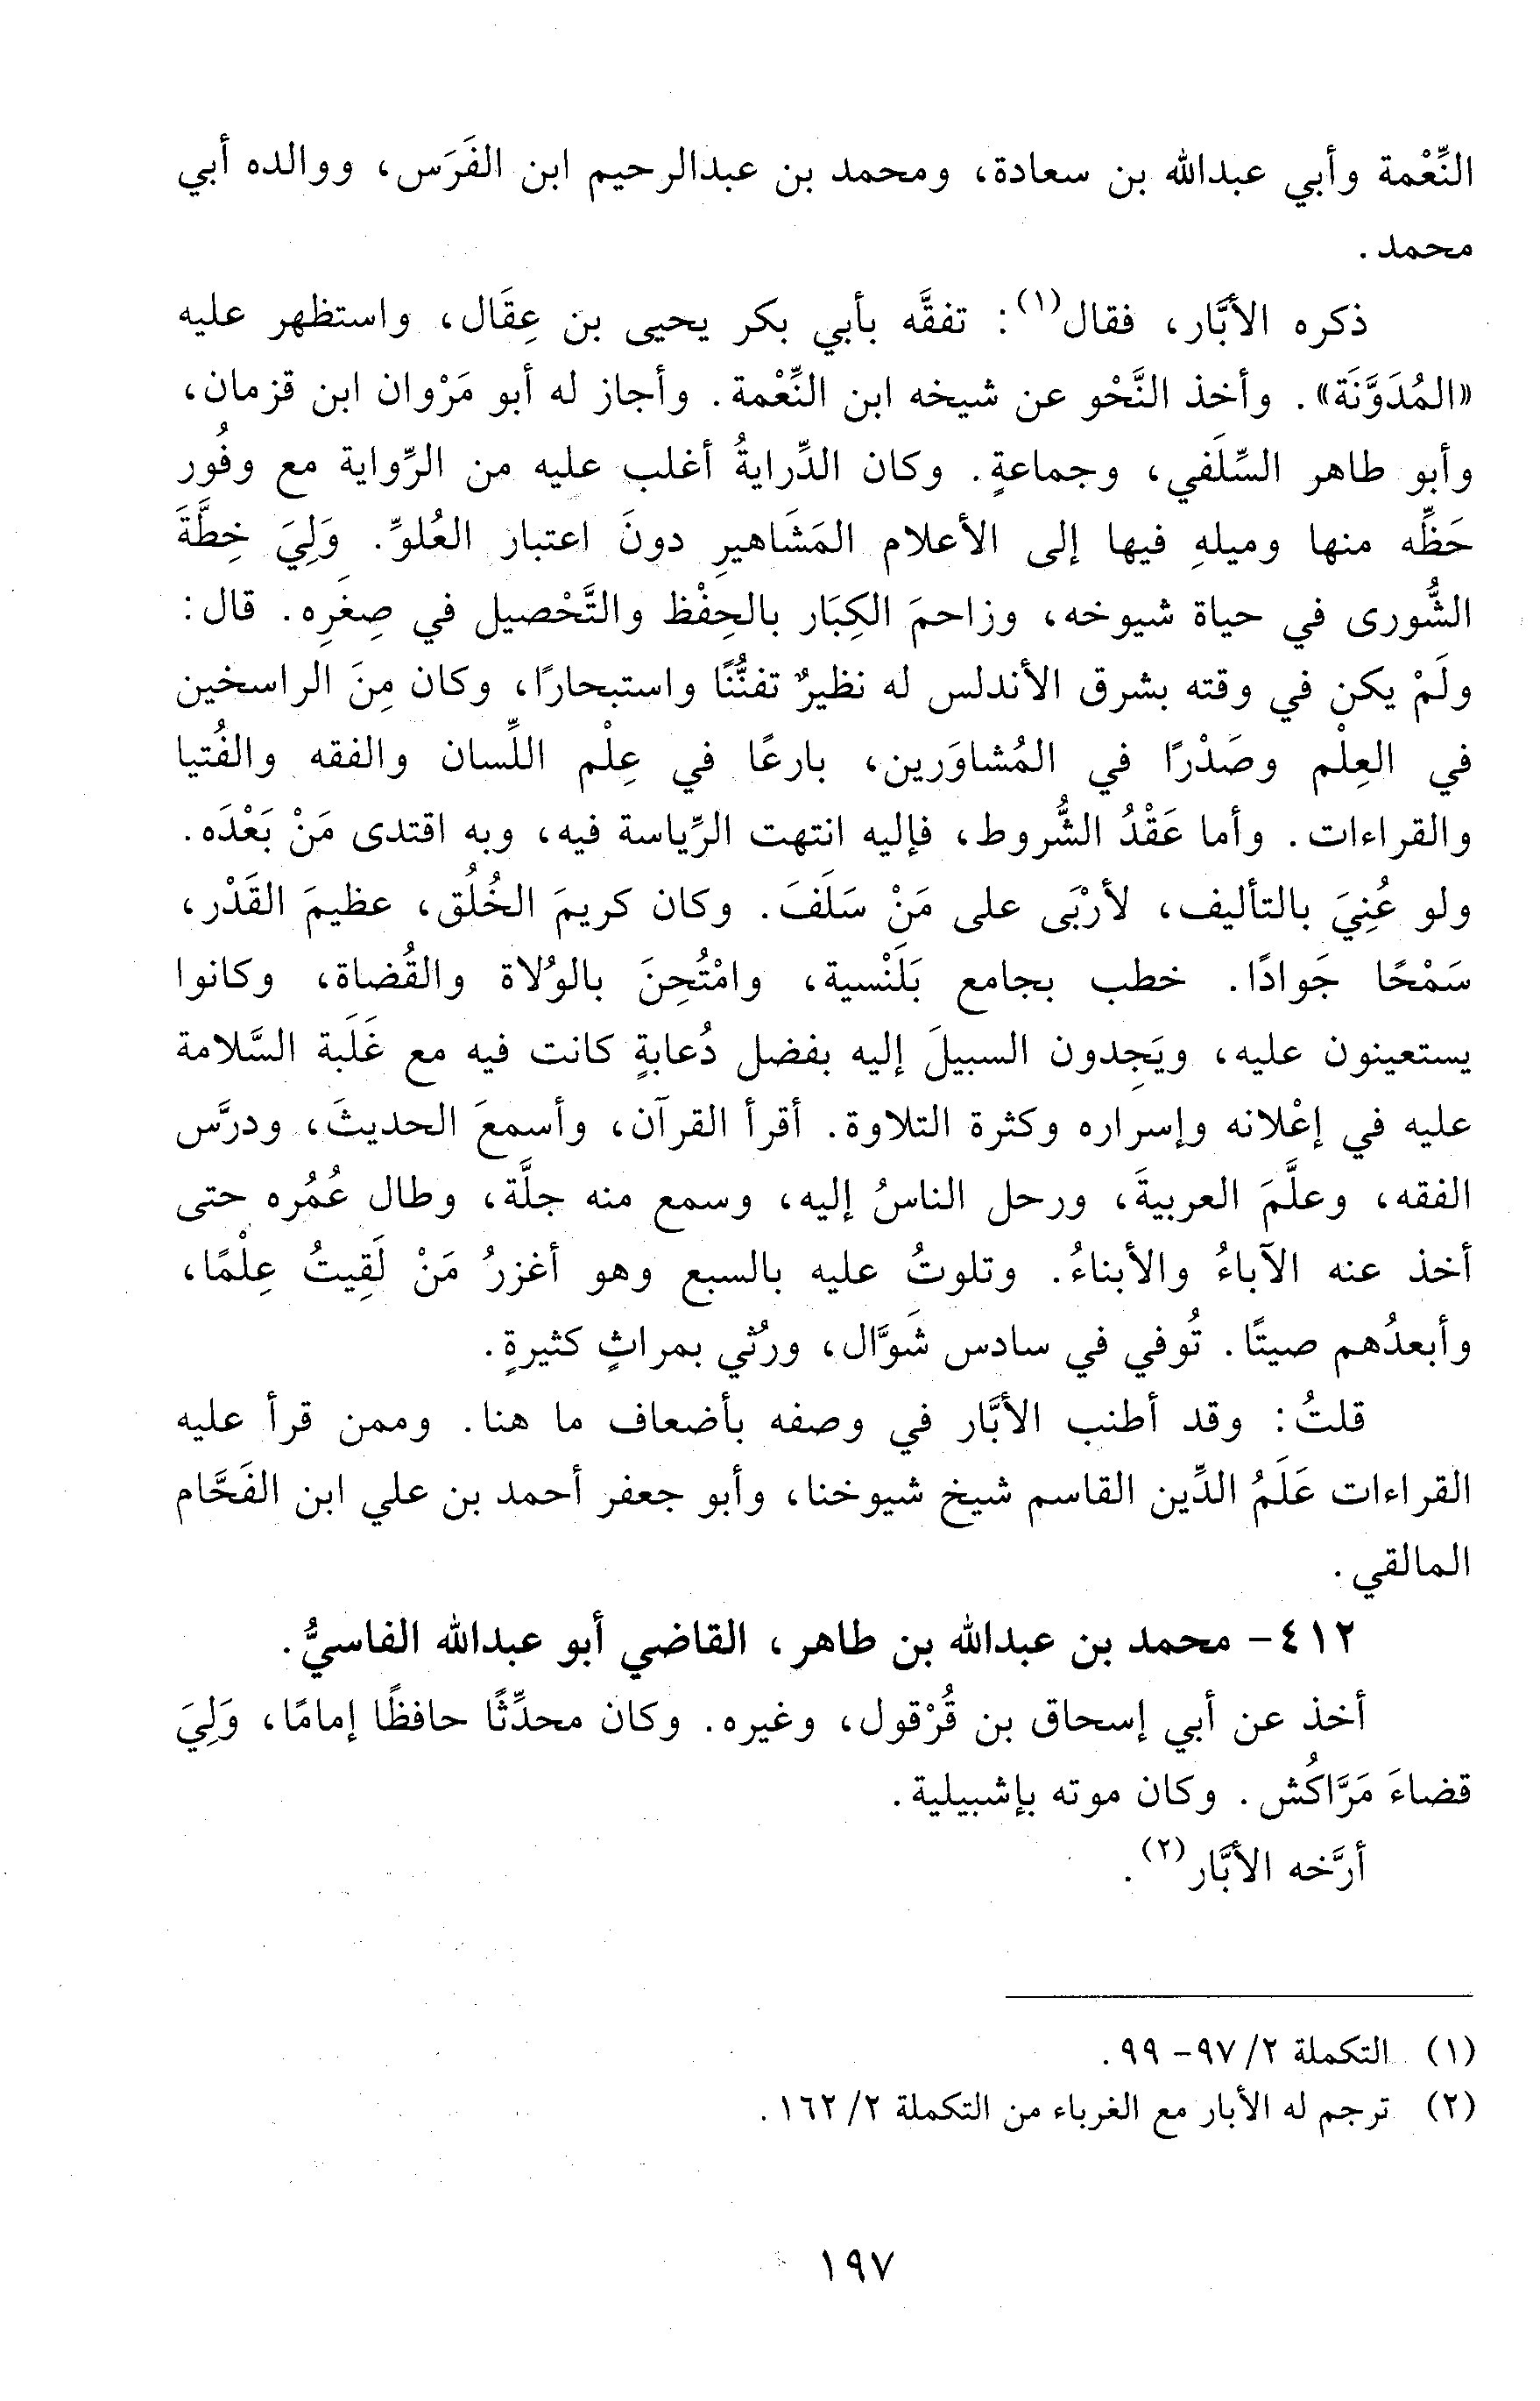 النِّعْمة وأبي عبدالله بن سعادة، ومحمد بن عبدالرحيم ابن الفَرَس، ووالده أبي
محمد.
ذكره الأبَّار، فقال(١): تفقَّه بأبي بكر يحيى بن عِقَال، واستظهر عليه
«المُدَوَّنَة». وأخذ النَّحْو عن شيخه ابن النِّعْمة. وأجاز له أبو مَرْوان ابن قزمان،
وأبو طاهر السِّلَفي، وجماعةٍ. وكان الدِّرايةُ أغلب عليه من الرِّواية مع وفُور
حَظِّه منها وميلهِ فيها إلى الأعلام المَشَاهيرِ دونَ اعتبار العُلوِّ. وَلِيَ خِطَّةَ
الشُّورى في حياة شيوخه، وزاحمَ الكِبَار بالحِفْظ والتَّحْصيل في صِغَرِه. قال:
ولَمْ يكن في وقته بشرق الأندلس له نظيرٌ تفنُّنًا واستبحارًا، وكان مِنَ الراسخين
في العِلْم وصَدْرًا في المُشاوَرين، بارعًا في عِلْم اللِّسان والفقه والفُتيا
والقراءات. وأما عَقْدُ الشُّروط، فإليه انتهت الرِّياسة فيه، وبه اقتدى مَنْ بَعْدَه.
ولو عُنِيَ بالتأليف، لأرْبَى على مَنْ سَلَفَ. وكان كريمَ الخُلُق، عظيمَ القَدْر،
سَمْحًا جَوادًا. خطب بجامع بَلَنْسية، وامْتُحِنَ بالوُلاة والقُضاة، وكانوا
يستعينون عليه، ويَجِدون السبيلَ إليه بفضل دُعابةٍ كانت فيه مع غَلَبة السَّلامة
عليه في إعْلانه وإسراره وكثرة التلاوة. أقرأ القرآن، وأسمعَ الحديثَ، ودرَّس
الفقه، وعلَّمَ العربيةَ، ورحل الناسُ إليه، وسمع منه جلَّة، وطال عُمُره حتى
أخذ عنه الآباءُ والأبناءُ. وتلوتُ عليه بالسبع وهو أغزرُ مَنْ لَقِيتُ عِلْمًا،
وأبعدُهم صيتًا. تُوفي في سادس شَوَّال، ورُثي بمراثٍ كثيرةٍ.
قلتُ: وقد أطنب الأبَّار في وصفه بأضعاف ما هنا. وممن قرأ عليه
القراءات عَلَمُ الدِّين القاسم شيخ شيوخنا، وأبو جعفر أحمد بن علي ابن الفَحَّام
المالقي.
٤١٢- محمد بن عبدالله بن طاهر، القاضي أبو عبدالله الفاسيُّ.
أخذ عن أبي إسحاق بن قُرْقول، وغيره. وكان محدِّثًا حافظًا إمامًا، وَلِيَ
قضاءَ مَرَّاكُش. وكان موته بإشبيلية.
أرَّخه الأبَّار(٢).
(١) التكملة ٢/ ٩٧- ٩٩.
(٢) ترجم له الأبار مع الغرباء من التكملة ٢/ ١٦٢.
١٩٧